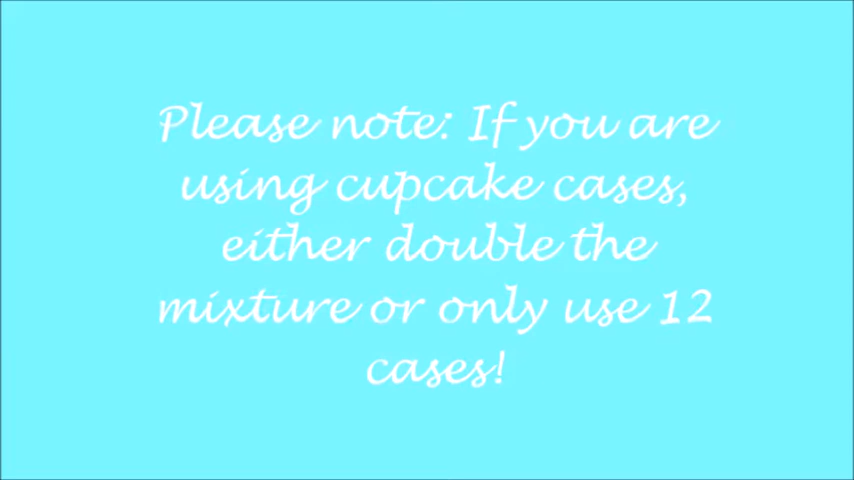 Please note: If you are
using cupcake cases,
either double the
mixture or only use 12
cases!